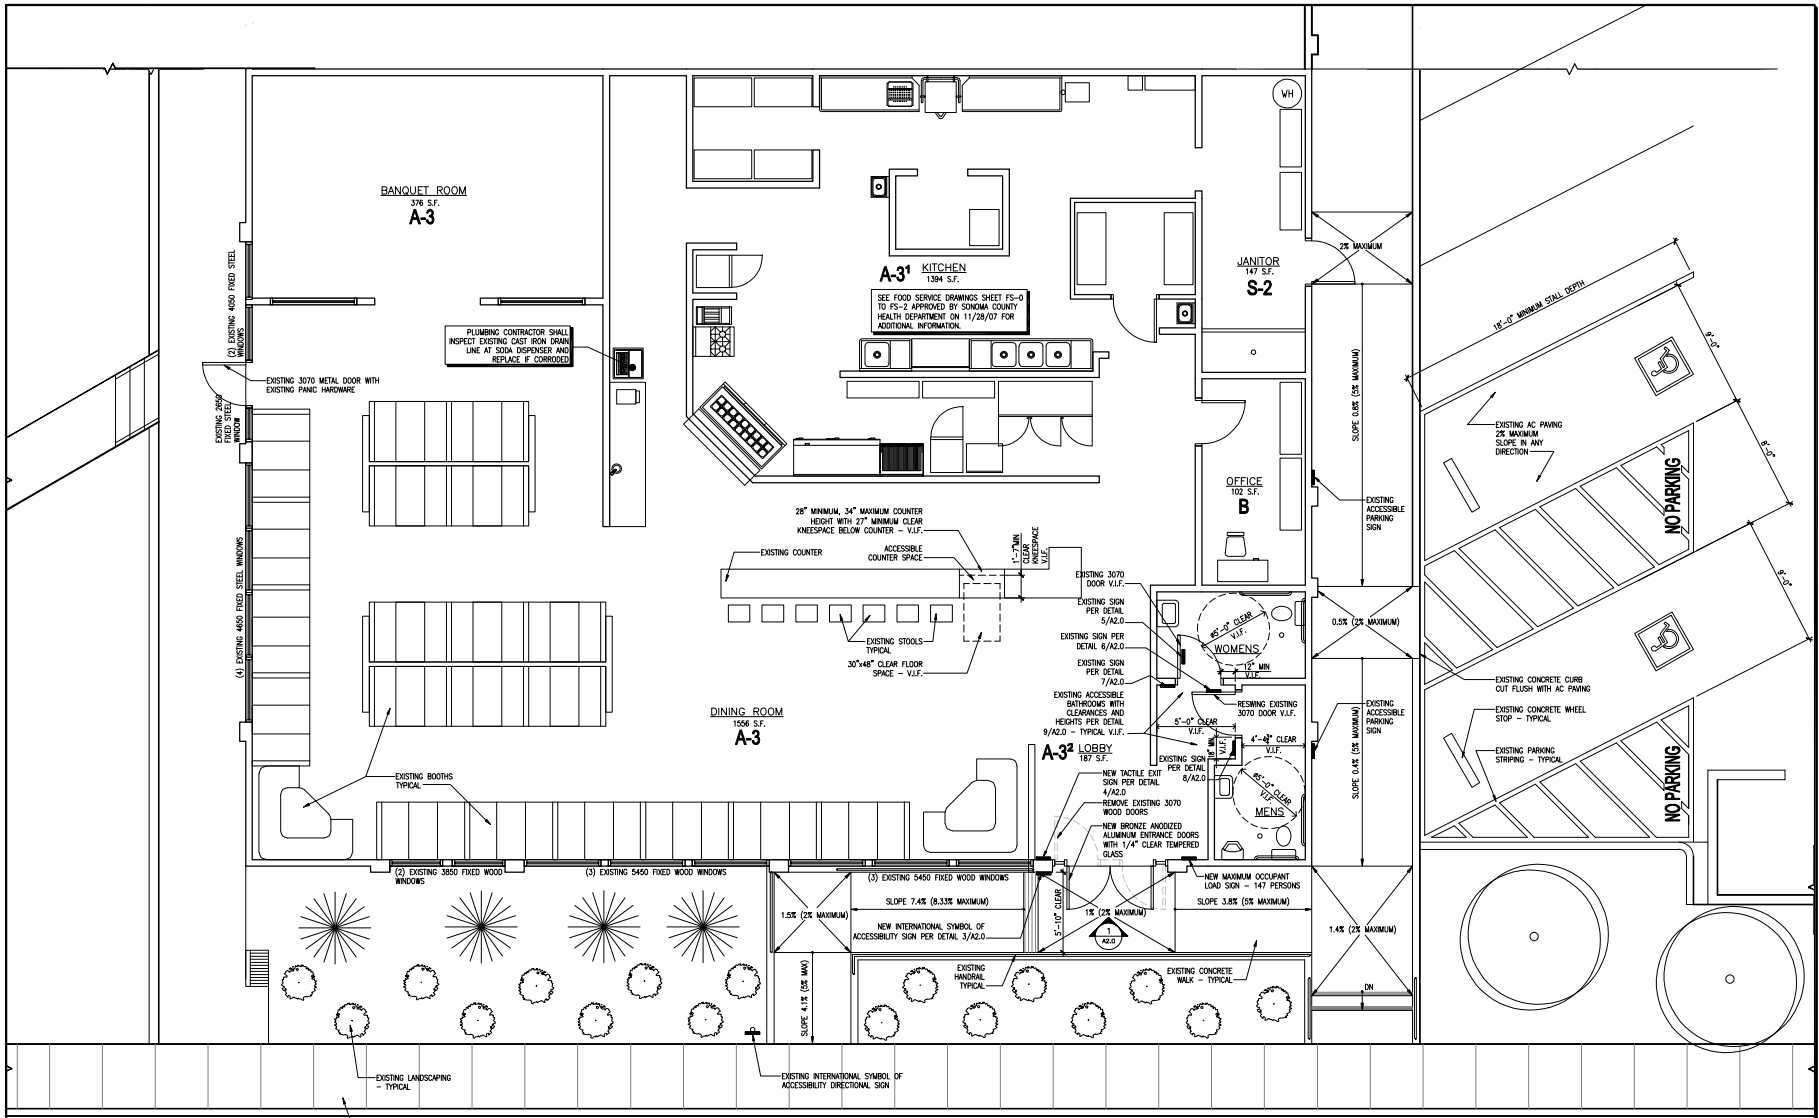 BANQUET ROOM
376 S.F.
A-3
WH
A-3¹
KITCHEN
1394 S.F.
SEE FOOD SERVICE DRAWINGS SHEET FS-0
TO FS-2 APPROVED BY SONOMA COUNTY
HEALTH DEPARTMENT ON 11/28/07 FOR
ADDITIONAL INFORMATION.
JANITOR
147 S.F.
S-2
2% MAXIMUM
18'-0" MINIMUM STALL DEPTH
9'-0"
8'-0"
9'-0"
(2) EXISTING 4050 FIXED STEEL
WINDOWS
PLUMBING CONTRACTOR SHALL
INSPECT EXISTING CAST IRON DRAIN
LINE AT SODA DISPENSER AND
REPLACE IF CORRODED
EXISTING 3070 METAL DOOR WITH
EXISTING PANIC HARDWARE
EXISTING 2650
FIXED STEEL
WINDOW
(4) EXISTING 4650 FIXED STEEL WINDOWS
SLOPE 0.8% (5% MAXIMUM)
EXISTING AC PAVING
2% MAXIMUM
SLOPE IN ANY
DIRECTION
NO PARKING
EXISTING
ACCESSIBLE
PARKING
SIGN
OFFICE
102 S.F.
B
28" MINIMUM, 34" MAXIMUM COUNTER
HEIGHT WITH 27" MINIMUM CLEAR
KNEESPACE BELOW COUNTER - V.I.F.
EXISTING COUNTER
ACCESSIBLE
COUNTER SPACE
1'-7"MIN
CLEAR
KNEESPACE
V.I.F.
EXISTING STOOLS
TYPICAL
30"x48" CLEAR FLOOR
SPACE - V.I.F.
EXISTING 3070
DOOR V.I.F.
EXISTING SIGN
PER DETAIL
5/A2.0
EXISTING SIGN PER
DETAIL 6/A2.0
EXISTING SIGN
PER DETAIL
7/A2.0
EXISTING ACCESSIBLE
BATHROOMS WITH
CLEARANCES AND
HEIGHTS PER DETAIL
9/A2.0 - TYPICAL V.I.F.
ø5'-0" CLEAR
V.I.F.
WOMENS
12" MIN
V.I.F.
RESWING EXISTING
3070 DOOR V.I.F.
5'-0" CLEAR
V.I.F.
18" MIN.
V.I.F.
4'-4¾" CLEAR
V.I.F.
0.5% (2% MAXIMUM)
EXISTING CONCRETE CURB
CUT FLUSH WITH AC PAVING
EXISTING
ACCESSIBLE
PARKING
SIGN
EXISTING CONCRETE WHEEL
STOP - TYPICAL
EXISTING PARKING
STRIPING - TYPICAL
NO PARKING
SLOPE 0.4% (5% MAXIMUM)
DINING ROOM
1556 S.F.
A-3
A-3² LOBBY
187 S.F.
EXISTING SIGN
PER DETAIL
8/A2.0
ø5'-0" CLEAR
V.I.F.
MENS
EXISTING BOOTHS
TYPICAL
NEW TACTILE EXIT
SIGN PER DETAIL
4/A2.0
REMOVE EXISTING 3070
WOOD DOORS
NEW BRONZE ANODIZED
ALUMINUM ENTRANCE DOORS
WITH 1/4" CLEAR TEMPERED
GLASS
(2) EXISTING 3850 FIXED WOOD
WINDOWS
(3) EXISTING 5450 FIXED WOOD WINDOWS
(3) EXISTING 5450 FIXED WOOD WINDOWS
NEW MAXIMUM OCCUPANT
LOAD SIGN - 147 PERSONS
SLOPE 7.4% (8.33% MAXIMUM)
SLOPE 3.8% (5% MAXIMUM)
1.5% (2% MAXIMUM)
5'-10" CLEAR
1% (2% MAXIMUM)
1
A2.0
NEW INTERNATIONAL SYMBOL OF
ACCESSIBILITY SIGN PER DETAIL 3/A2.0
1.4% (2% MAXIMUM)
EXISTING
HANDRAIL
TYPICAL
EXISTING CONCRETE
WALK - TYPICAL
DN
SLOPE 4.1% (5% MAX)
EXISTING LANDSCAPING
- TYPICAL
EXISTING INTERNATIONAL SYMBOL OF
ACCESSIBILITY DIRECTIONAL SIGN